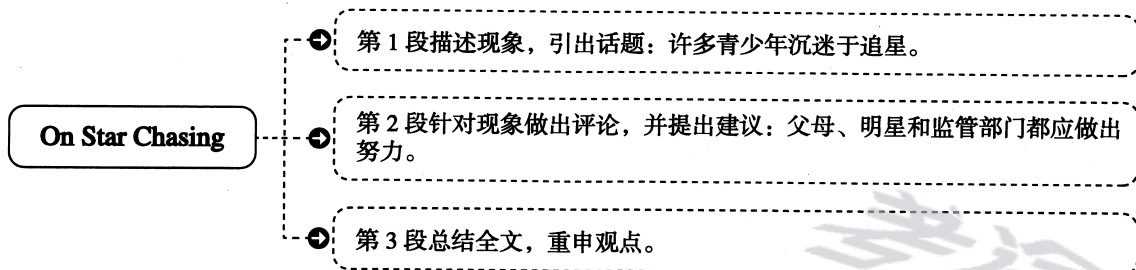 第1段描述现象，引出话题：许多青少年沉迷于追星。
On Star Chasing
第2段针对现象做出评论，并提出建议：父母、明星和监管部门都应做出
努力。
第3段总结全文，重申观点。